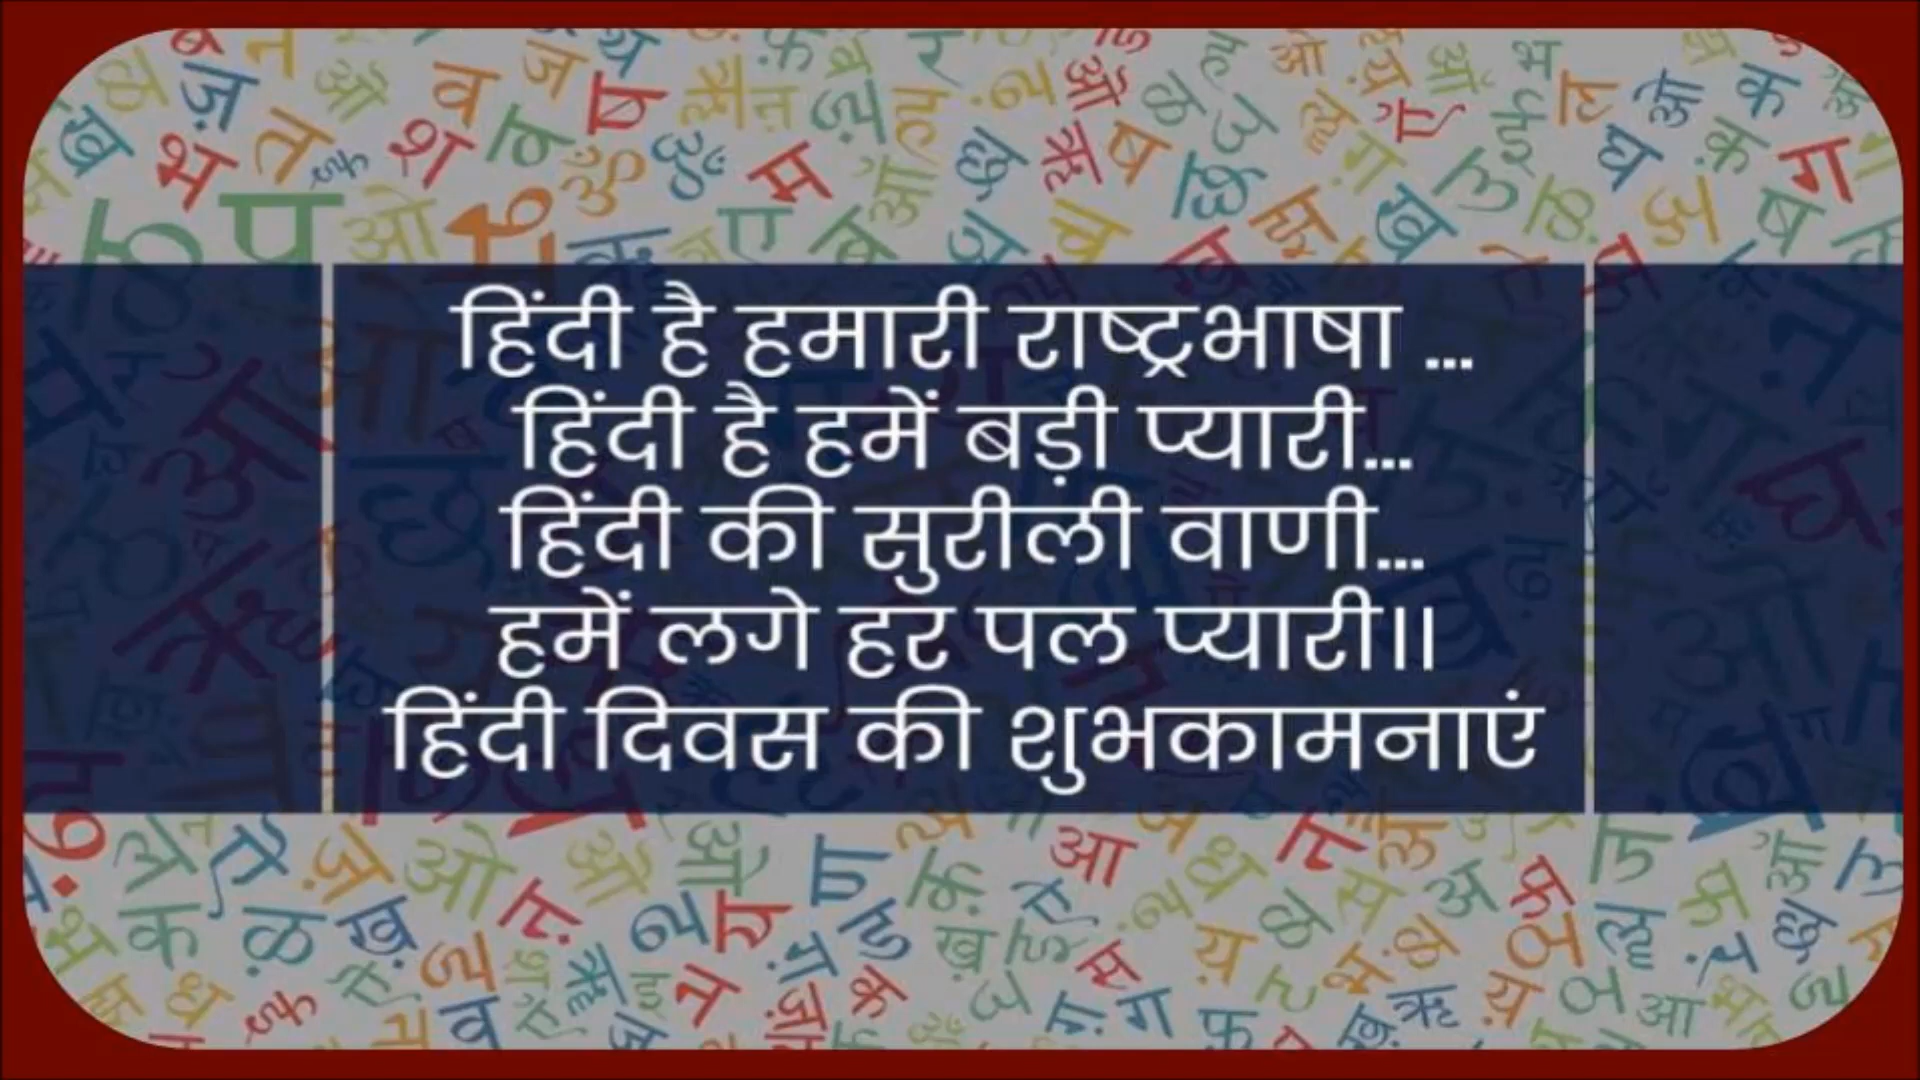 हिंदी है हमारी राष्ट्रभाषा ...
हिंदी है हमें बड़ी प्यारी...
हिंदी की सुरीली वाणी...
हमें लगे हर पल प्यारी।।
हिंदी दिवस की शुभकामनाएं